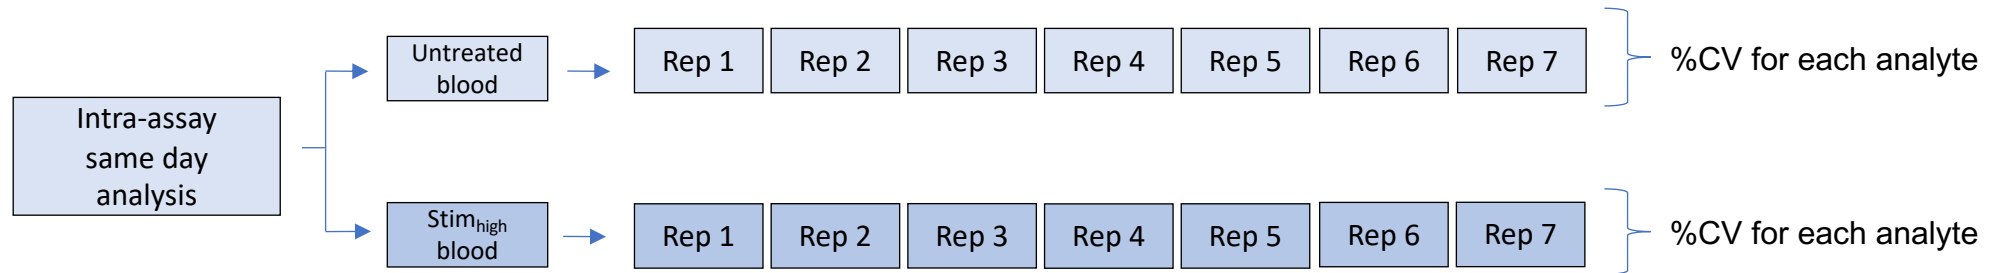 Intra-assay
same day
analysis
Untreated
blood
Rep 1 Rep 2 Rep 3 Rep 4 Rep 5 Rep 6 Rep 7
%CV for each analyte
Stimhigh
blood
Rep 1 Rep 2 Rep 3 Rep 4 Rep 5 Rep 6 Rep 7
%CV for each analyte